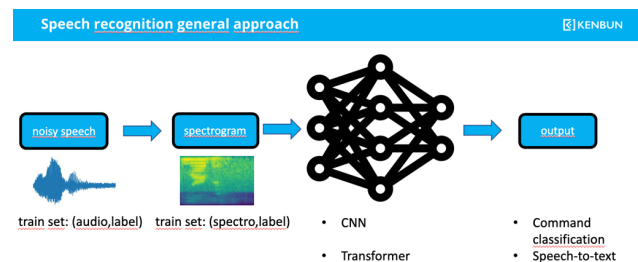 Speech recognition general approach
KENBUN
noisy speech
spectrogram
output
train set: (audio,label)
train set: (spectro,label)
• CNN
• Transformer
• Command
classification
• Speech-to-text